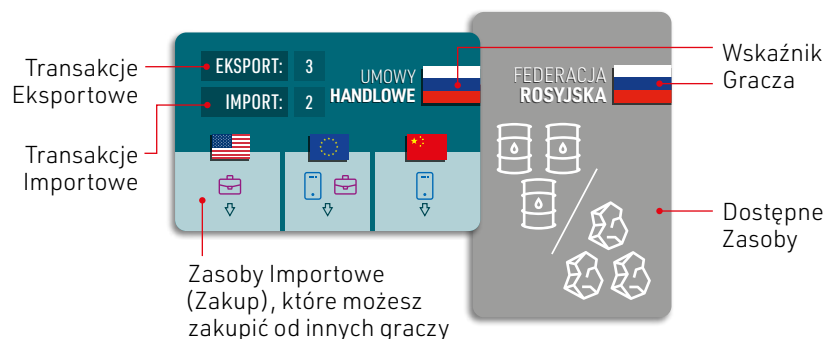 Transakcje
Eksportowe
Transakcje
Importowe
EKSPORT: 3
IMPORT: 2
UMOWY
HANDLOWE
FEDERACJA
ROSYJSKA
Wskaźnik
Gracza
Dostępne
Zasoby
Zasoby Importowe
(Zakup), które możesz
zakupić od innych graczy